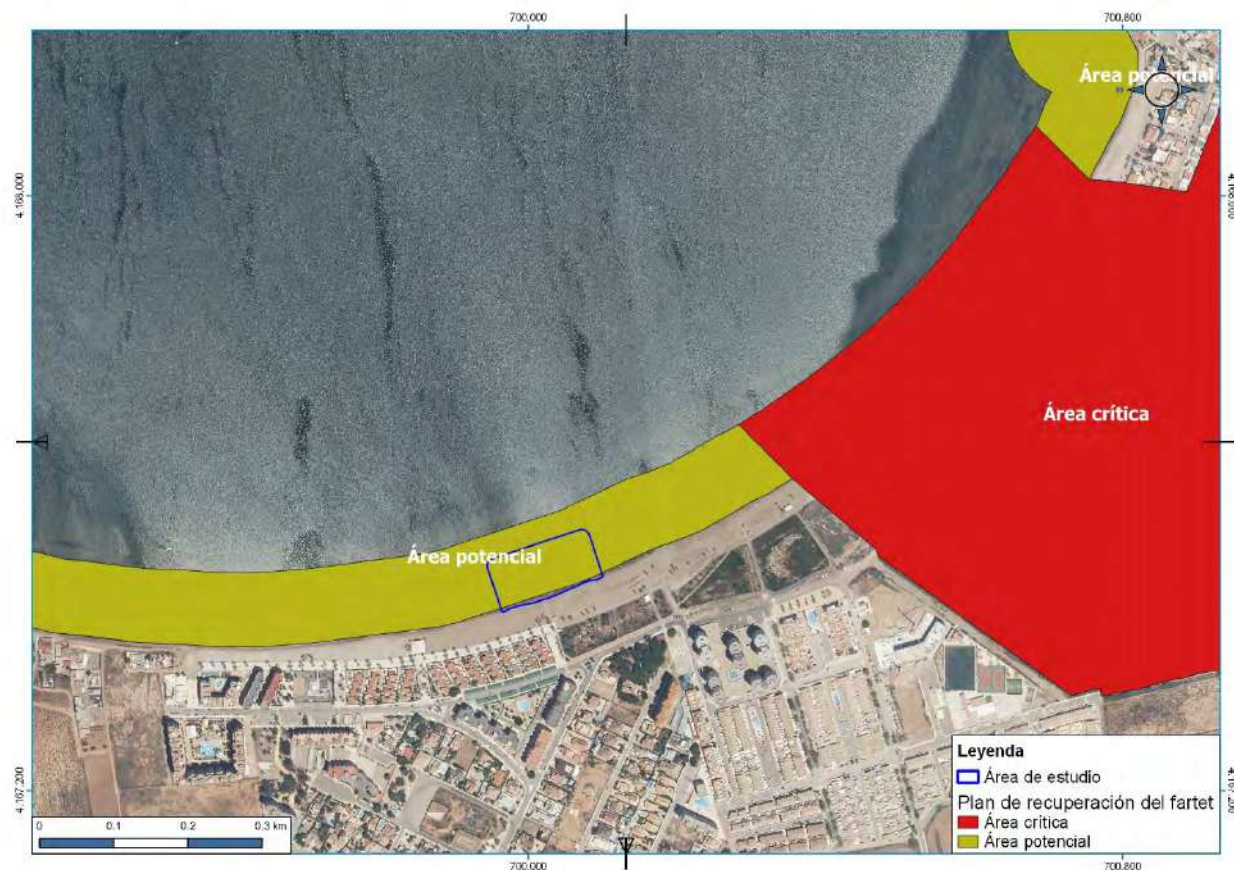 700,000
700,800
Área potencial
4,168,000
4,168,000
Área crítica
Área potencial
Leyenda
Área de estudio
Plan de recuperación del fartet
Área crítica
Área potencial
4,167,200
4,167,200
0 0.1 0.2 0.3 km
700,000
700,800